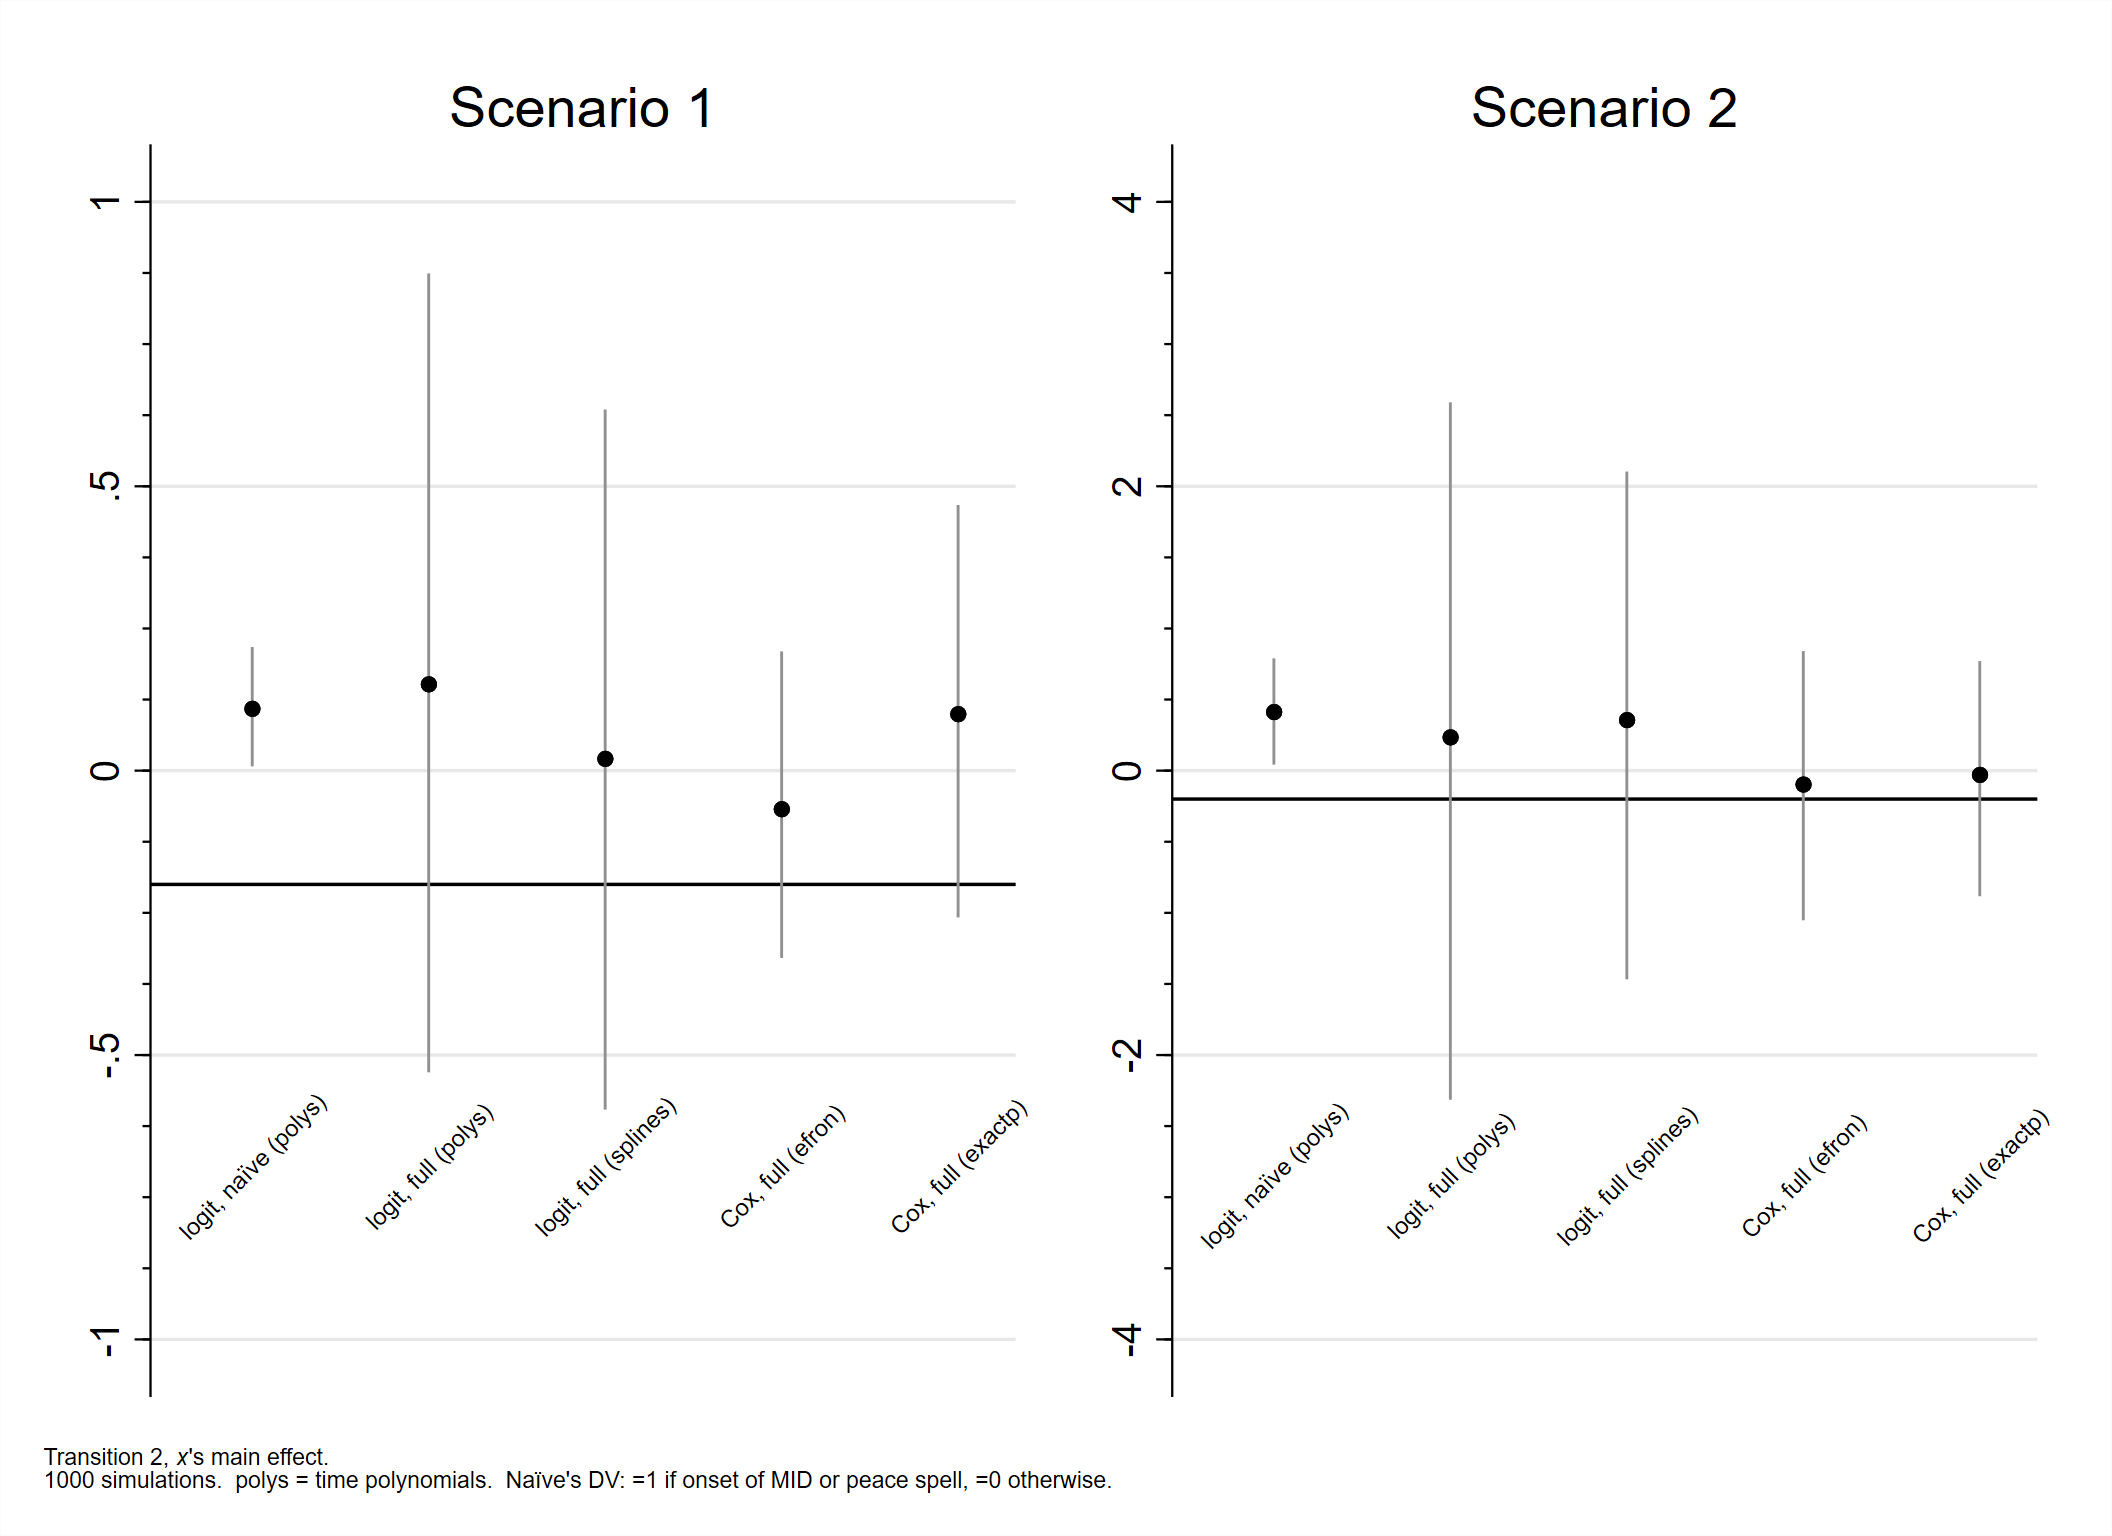 Scenario 1
1
.5
0
-.5
-1
logit, naïve (polys)
logit, full (polys)
logit, full (splines)
Cox, full (efron)
Cox, full (exactp)
Scenario 2
4
2
0
-2
-4
logit, naïve (polys)
logit, full (polys)
logit, full (splines)
Cox, full (efron)
Cox, full (exactp)
Transition 2, x's main effect.
1000 simulations.  polys = time polynomials.  Naïve's DV: =1 if onset of MID or peace spell, =0 otherwise.